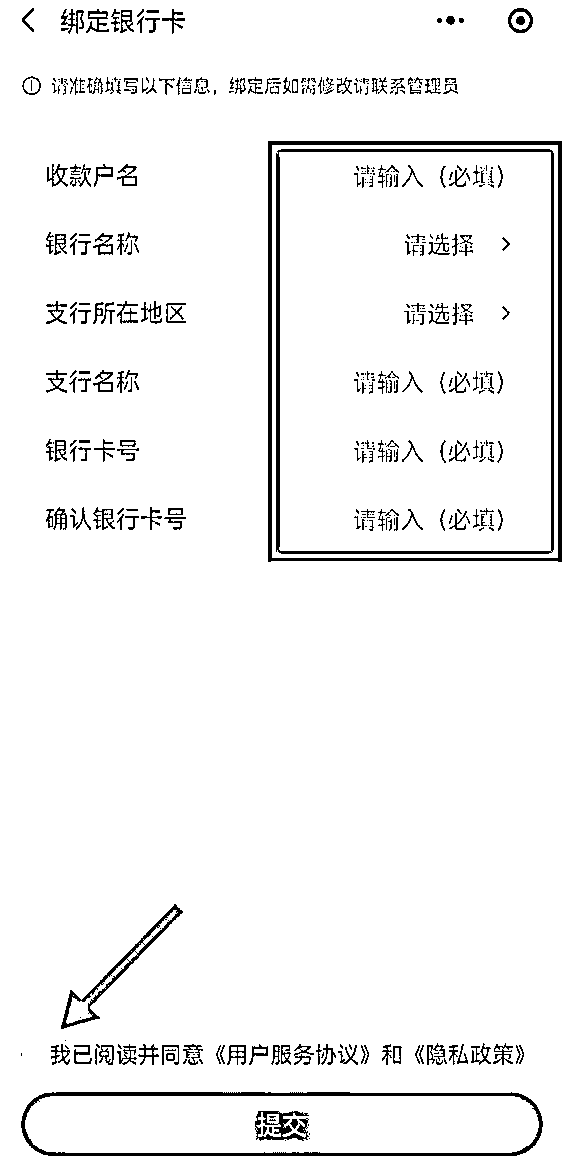 绑定银行卡
请准确填写以下信息，绑定后如需修改请联系管理员
收款户名 请输入（必填）
银行名称 请选择
支行所在地区 请选择
支行名称 请输入（必填）
银行卡号 请输入（必填）
确认银行卡号 请输入（必填）
我已阅读并同意《用户服务协议》和《隐私政策》
提交